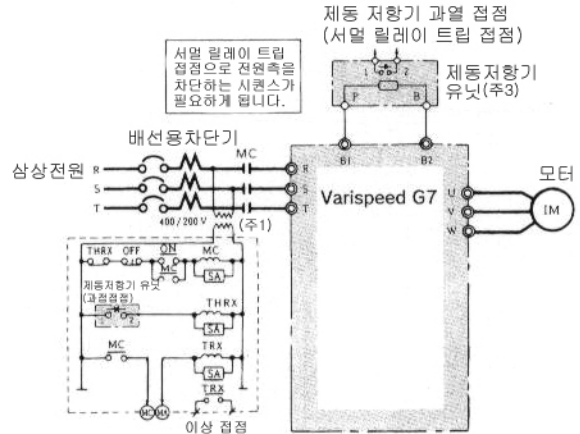 제동 저항기 과열 접점
(서멀 릴레이 트립 접점)
서멀 릴레이 트립
접점으로 전원측을
차단하는 시퀀스가
필요하게 됩니다.
1 2
제동저항기
유닛(주3)
P B
배선용차단기
MC
B1 B2
삼상전원
R R
S S
T T
400/200 V
(주1)
Varispeed G7
U
V
W
모터
IM
THRX OFF ON MC
MC
SA
제동저항기 유닛
(과점접점)
1 2
THRX
SA
MC
TRX
SA
MC MA
TRX
이상 접점